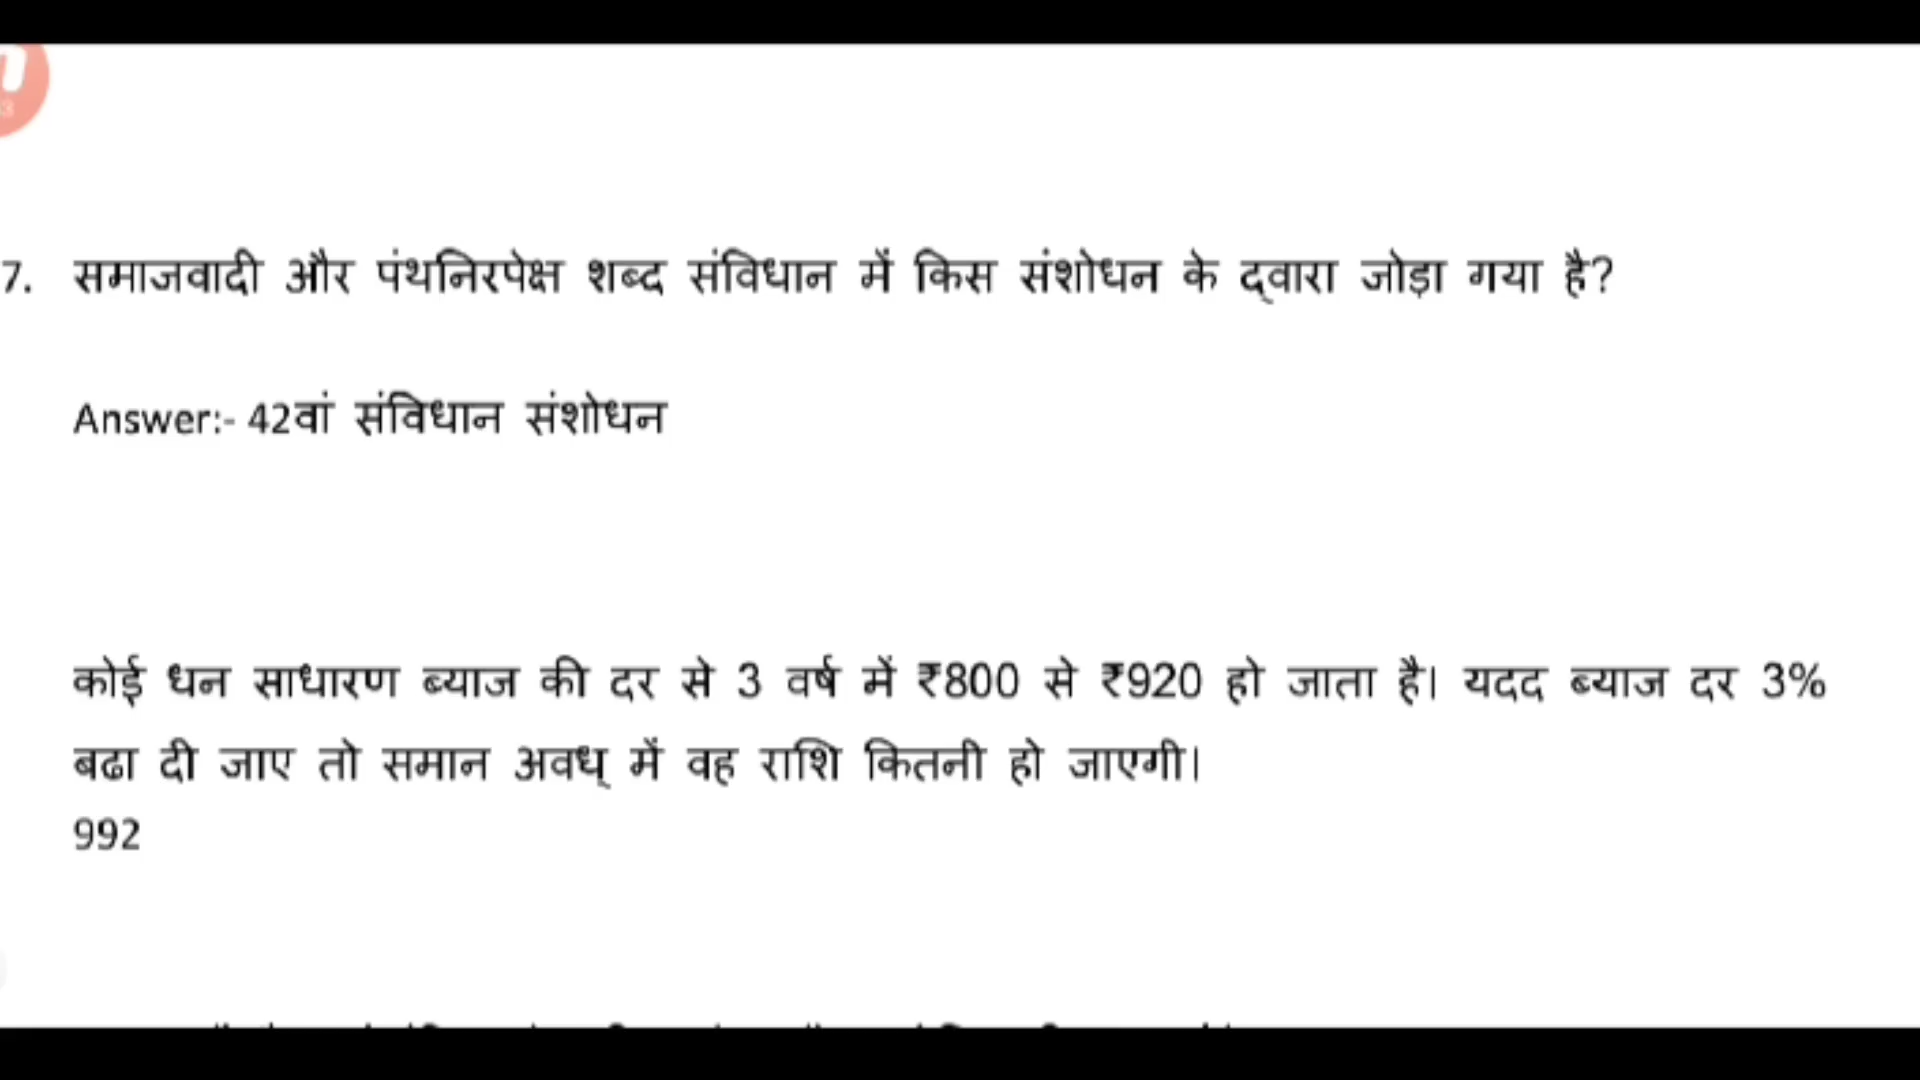 7. समाजवादी और पंथनिरपेक्ष शब्द संविधान में किस संशोधन के द्वारा जोड़ा गया है?
Answer:- 42वां संविधान संशोधन
कोई धन साधारण ब्याज की दर से 3 वर्ष में ₹800 से ₹920 हो जाता है। यदद ब्याज दर 3%
बढा दी जाए तो समान अवध् में वह राशि कितनी हो जाएगी।
992